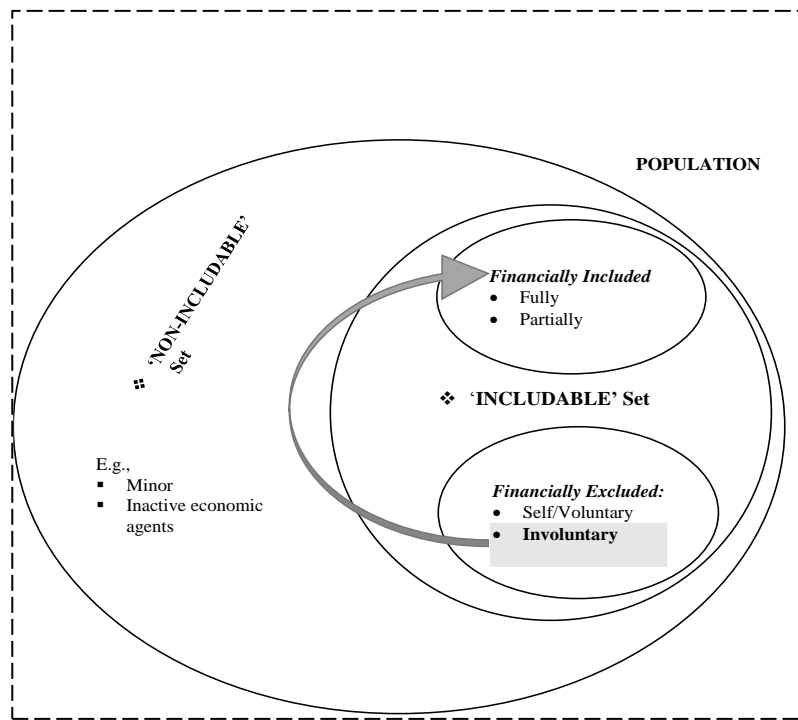 POPULATION
❖ ‘NON-INCLUDABLE’
Set
Financially Included
● Fully
● Partially
❖ ‘INCLUDABLE’ Set
E.g.,
▪ Minor
▪ Inactive economic
agents
Financially Excluded:
● Self/Voluntary
● Involuntary